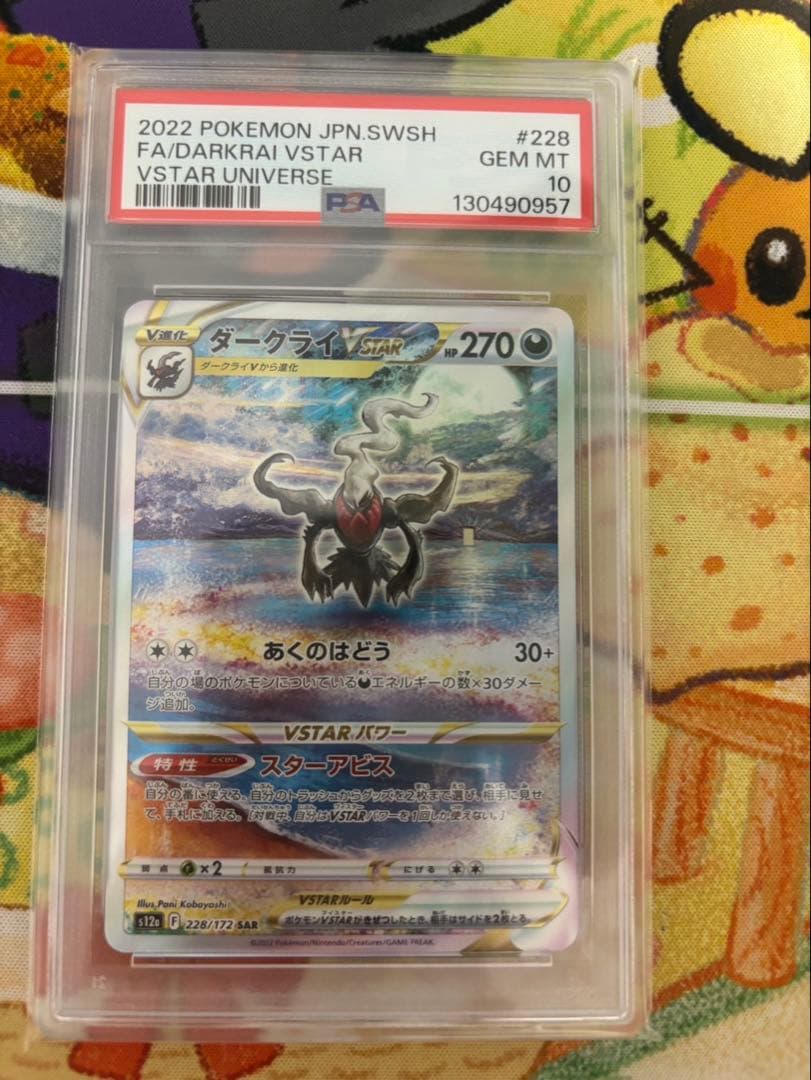 2022 POKEMON JPN.SWSH #228
FA/DARKRAI VSTAR GEM MT
VSTAR UNIVERSE 10
PSA 130490957
V進化 ダークライVSTAR HP270
ダークライVから進化
あくのはどう 30+
自分の場のポケモンについているエネルギーの数×30ダメー
ジ追加。
VSTARパワー
特性 スターアビス
自分の番に使える。自分のトラッシュからグッズを2枚まで選び、相手に見せ
て、手札に加える。[対戦中、自分はVSTARパワーを1回しか使えない。]
弱点 ×2 抵抗力 にげる
Illus. Pani Kobayashi VSTARルール
s12a F 228/172 SAR ポケモンVSTARがきぜつしたとき、相手はサイドを2枚とる。
©2022 Pokémon/Nintendo/Creatures/GAME FREAK.